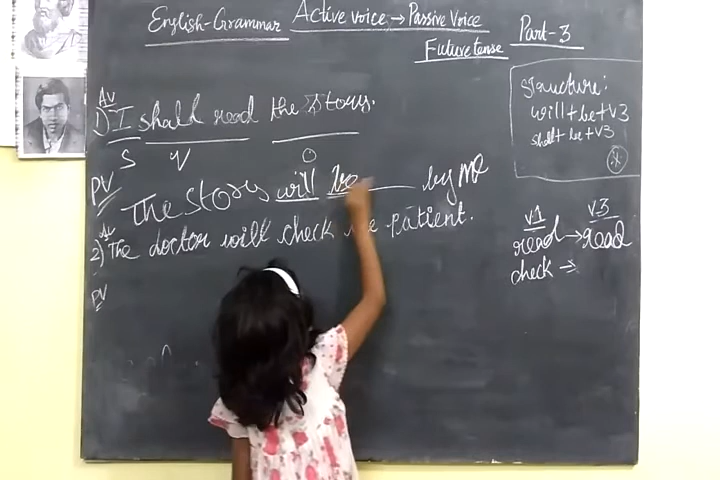 English-Grammar Active voice → Passive Voice Part-3
Future tense
Structure:
will + be + v3
shall + be + v3
AV
1) I shall read the story.
S V O
PV The story will be ____ by me
AV
2) The doctor will check the patient.
PV
v1 v3
read → read
check →